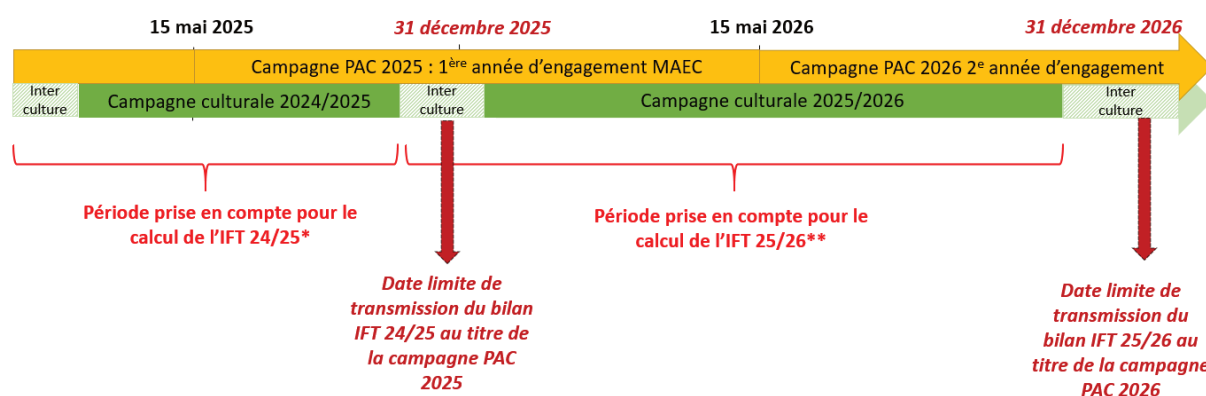 15 mai 2025
31 décembre 2025
15 mai 2026
31 décembre 2026
Campagne PAC 2025 : 1ère année d’engagement MAEC
Campagne PAC 2026 2e année d’engagement
Inter
culture
Campagne culturale 2024/2025
Inter
culture
Campagne culturale 2025/2026
Inter
culture
Période prise en compte pour le
calcul de l’IFT 24/25*
Période prise en compte pour le
calcul de l’IFT 25/26**
Date limite de
transmission du bilan
IFT 24/25 au titre de
la campagne PAC
2025
Date limite de
transmission du
bilan IFT 25/26 au
titre de la campagne
PAC 2026